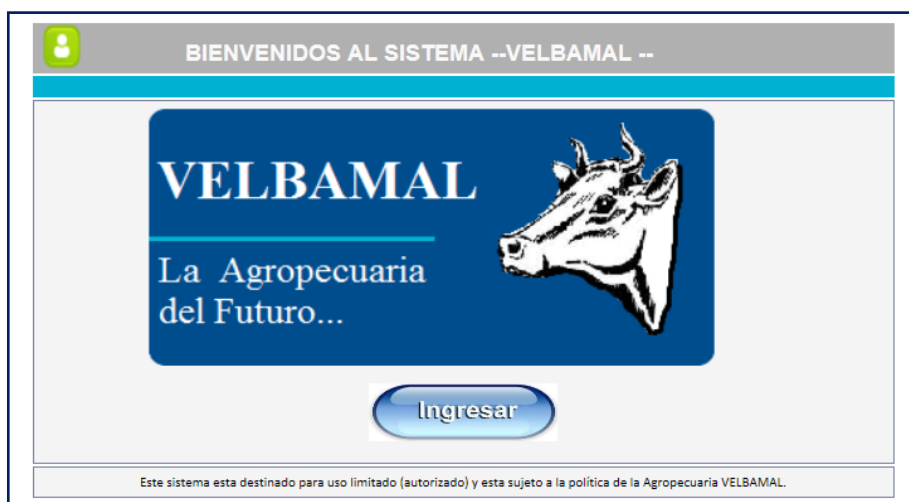 BIENVENIDOS AL SISTEMA --VELBAMAL --
VELBAMAL
La Agropecuaria
del Futuro...
Ingresar
Este sistema esta destinado para uso limitado (autorizado) y esta sujeto a la política de la Agropecuaria VELBAMAL.